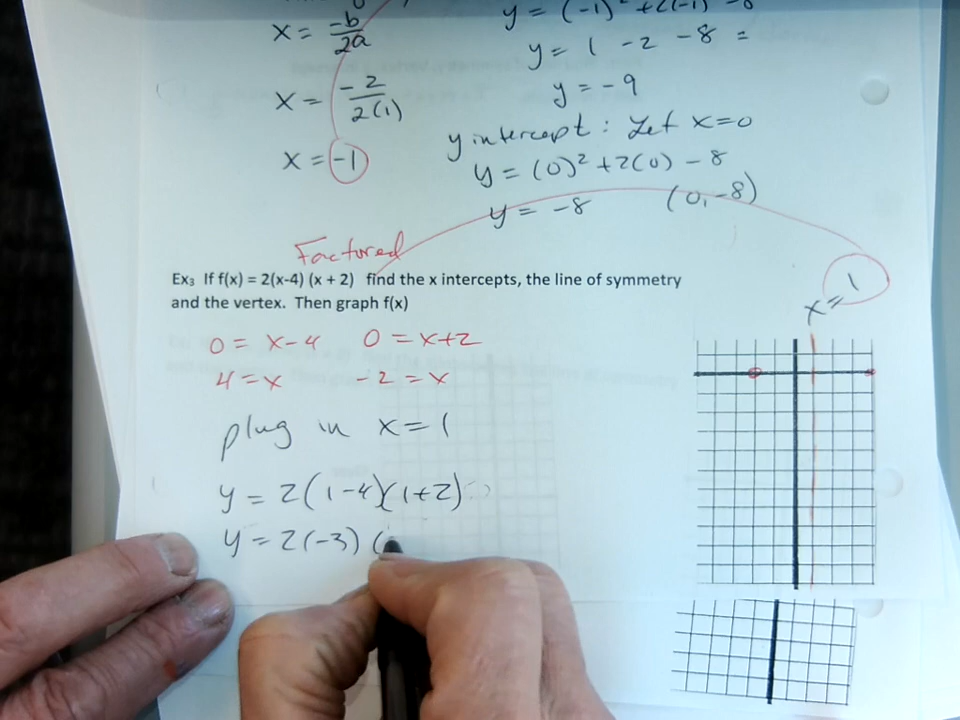 x = -b/2a
y = (-1)² + 2(-1) - 8
y = 1 - 2 - 8 =
x = -2/2(1)
y = -9
x = -1
y intercept : Let x=0
y = (0)² + 2(0) - 8
y = -8 (0, -8)
Factored
Ex3 If f(x) = 2(x-4) (x + 2) find the x intercepts, the line of symmetry
and the vertex. Then graph f(x)
x = 1
0 = x-4 0 = x+2
4 = x -2 = x
plug in x = 1
y = 2(1-4)(1+2)
y = 2(-3) (